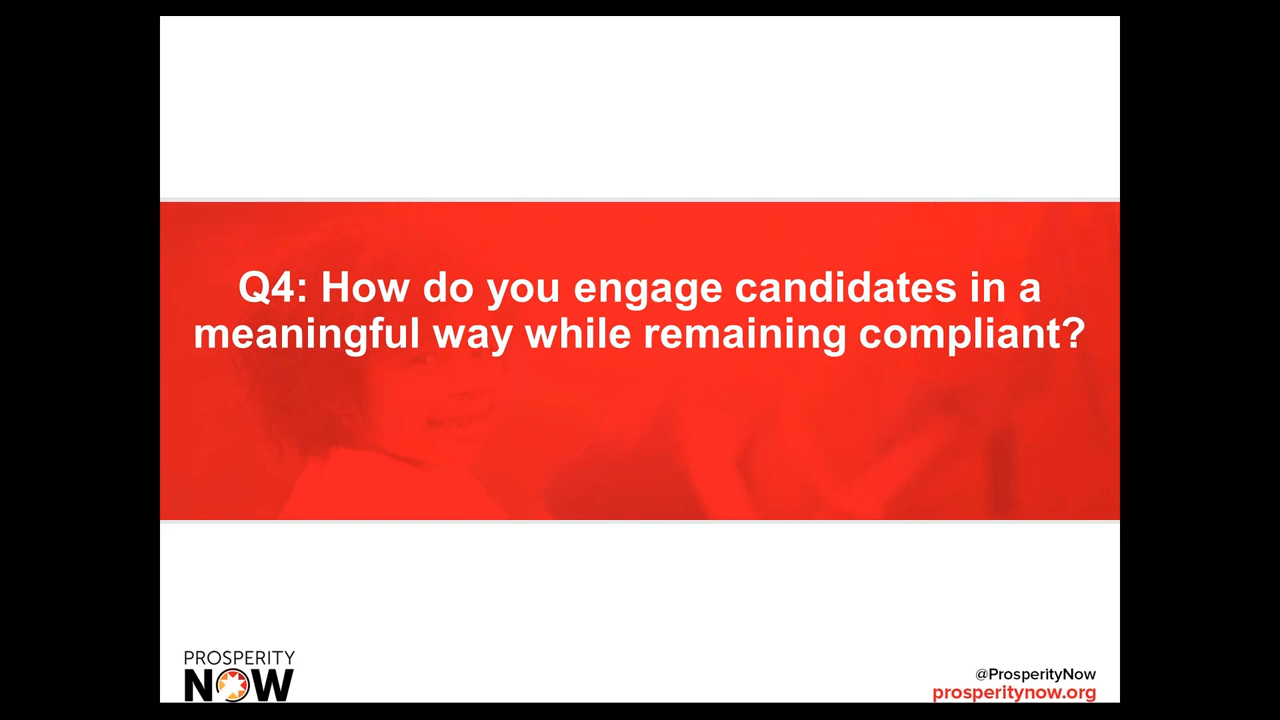 Q4: How do you engage candidates in a
meaningful way while remaining compliant?
PROSPERITY
NOW
@ProsperityNow
prosperitynow.org